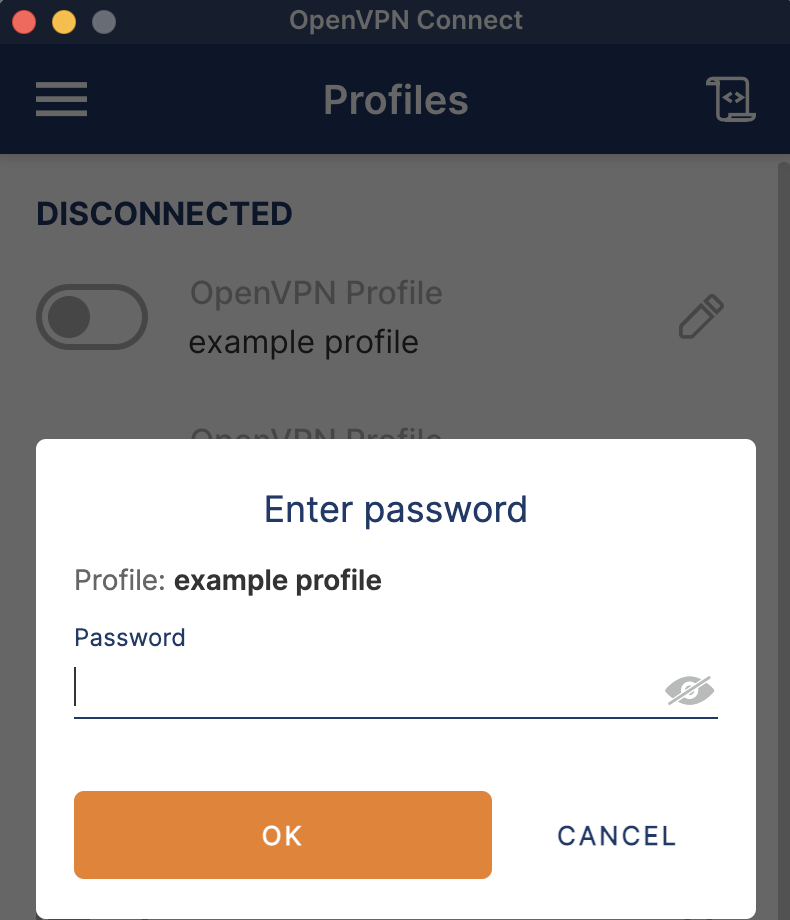 OpenVPN Connect
Profiles
DISCONNECTED
OpenVPN Profile
example profile
OpenVPN Profile
Enter password
Profile: example profile
Password
OK
CANCEL